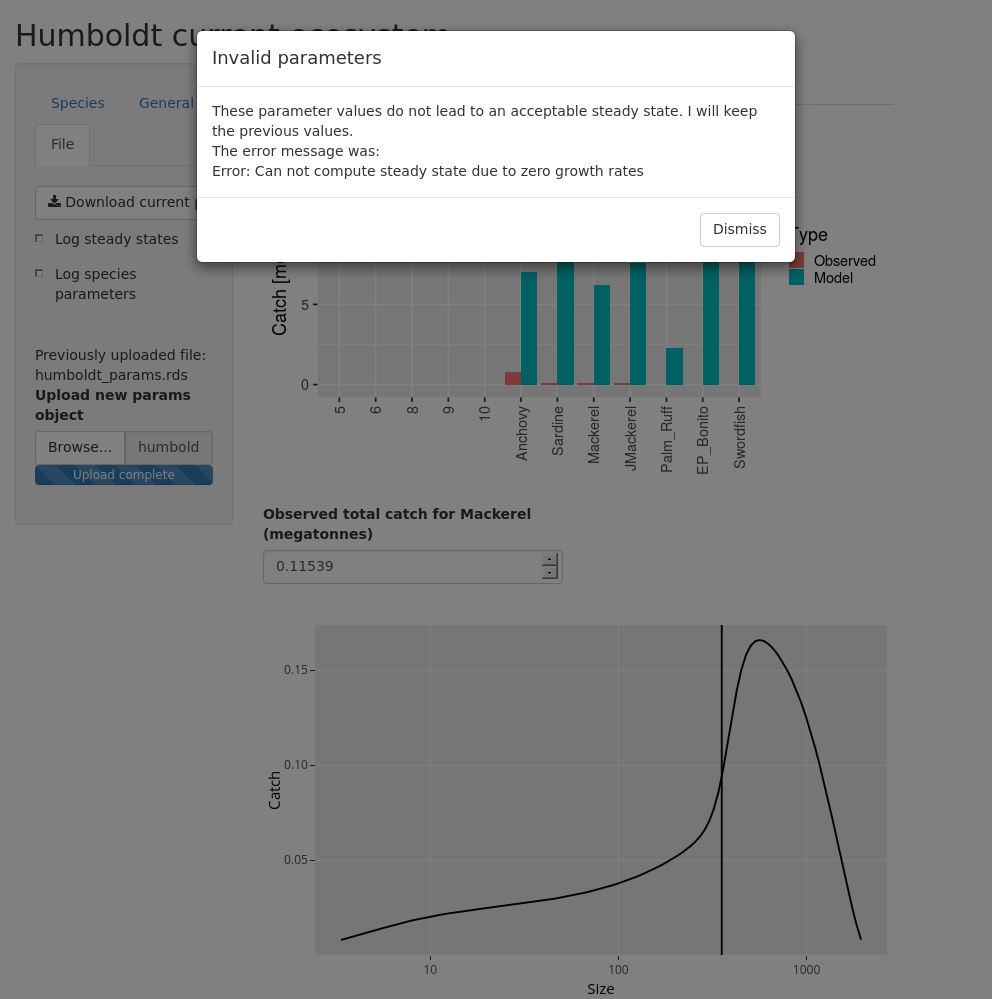 Humboldt current ecosystem
Invalid parameters
These parameter values do not lead to an acceptable steady state. I will keep
the previous values.
The error message was:
Error: Can not compute steady state due to zero growth rates
Dismiss
Species
General
File
Download current
Log steady states
Log species
parameters
Previously uploaded file:
humboldt_params.rds
Upload new params
object
Browse...
humbold
Upload complete
Type
Observed
Model
Catch
5
0
5
6
8
9
10
Anchovy
Sardine
Mackerel
JMackerel
Palm_Ruff
EP_Bonito
Swordfish
Observed total catch for Mackerel
(megatonnes)
0.11539
Catch
0.15
0.10
0.05
10
100
1000
Size